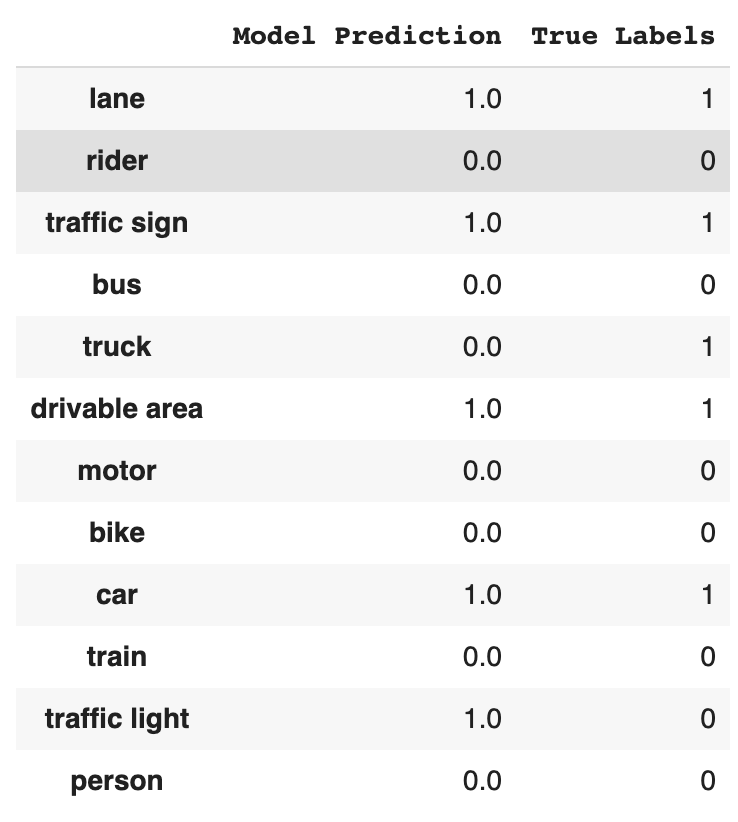 Model Prediction True Labels
lane 1.0 1
rider 0.0 0
traffic sign 1.0 1
bus 0.0 0
truck 0.0 1
drivable area 1.0 1
motor 0.0 0
bike 0.0 0
car 1.0 1
train 0.0 0
traffic light 1.0 0
person 0.0 0